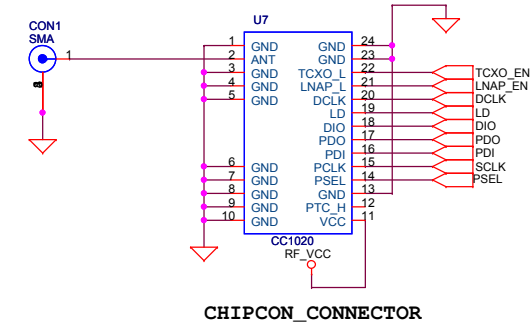 CON1
SMA
1
U7
1 GND
2 ANT
3 GND
4 GND
5 GND
6 GND
7 GND
8 GND
9 GND
10 GND
GND 24
GND 23
TCXO_L 22
LNAP_L 21
DCLK 20
LD 19
DIO 18
PDO 17
PDI 16
PCLK 15
PSEL 14
GND 13
PTC_H 12
VCC 11
TCXO_EN
LNAP_EN
DCLK
LD
DIO
PDO
PDI
SCLK
PSEL
CC1020
RF_VCC
CHIPCON_CONNECTOR